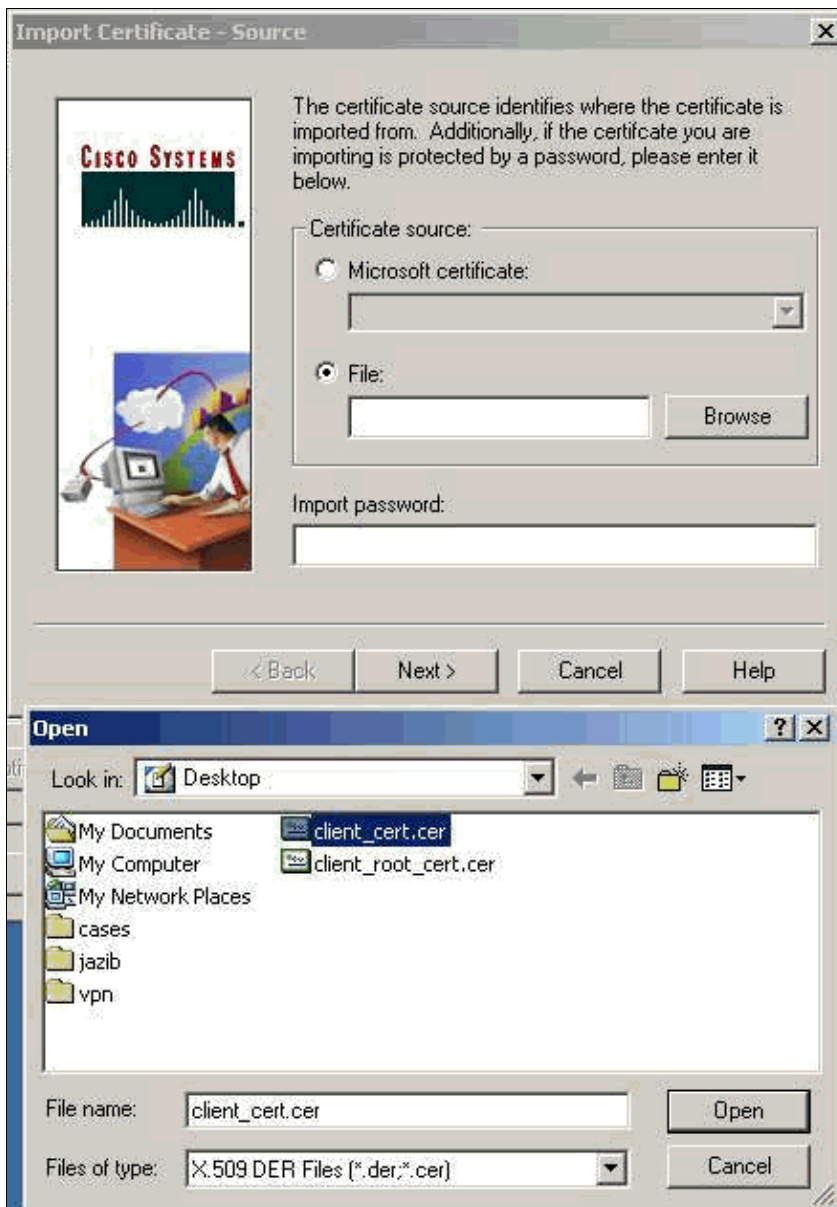 Import Certificate - Source
CISCO SYSTEMS
The certificate source identifies where the certificate is
imported from. Additionally, if the certifcate you are
importing is protected by a password, please enter it
below.
Certificate source:
Microsoft certificate:
File:
Browse
Import password:
< Back
Next >
Cancel
Help
Open
Look in:
Desktop
My Documents
My Computer
My Network Places
cases
jazib
vpn
client_cert.cer
client_root_cert.cer
File name:
client_cert.cer
Open
Files of type:
X.509 DER Files (*.der;*.cer)
Cancel